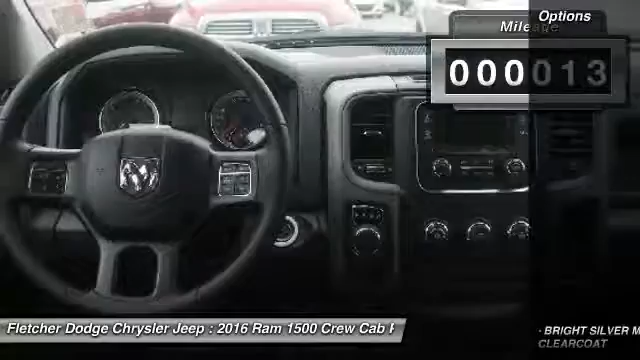 Options
Mileage
000013
Fletcher Dodge Chrysler Jeep : 2016 Ram 1500 Crew Cab
· BRIGHT SILVER M
CLEARCOAT